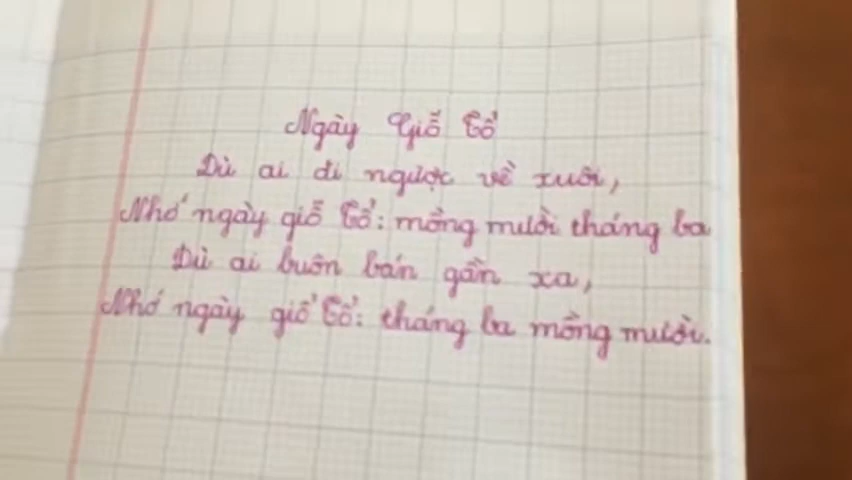 Ngày Giỗ Tổ
Dù ai đi ngược về xuôi,
Nhớ ngày giỗ Tổ: mồng mười tháng ba
Dù ai buôn bán gần xa,
Nhớ ngày giổ Tổ: tháng ba mồng mười.